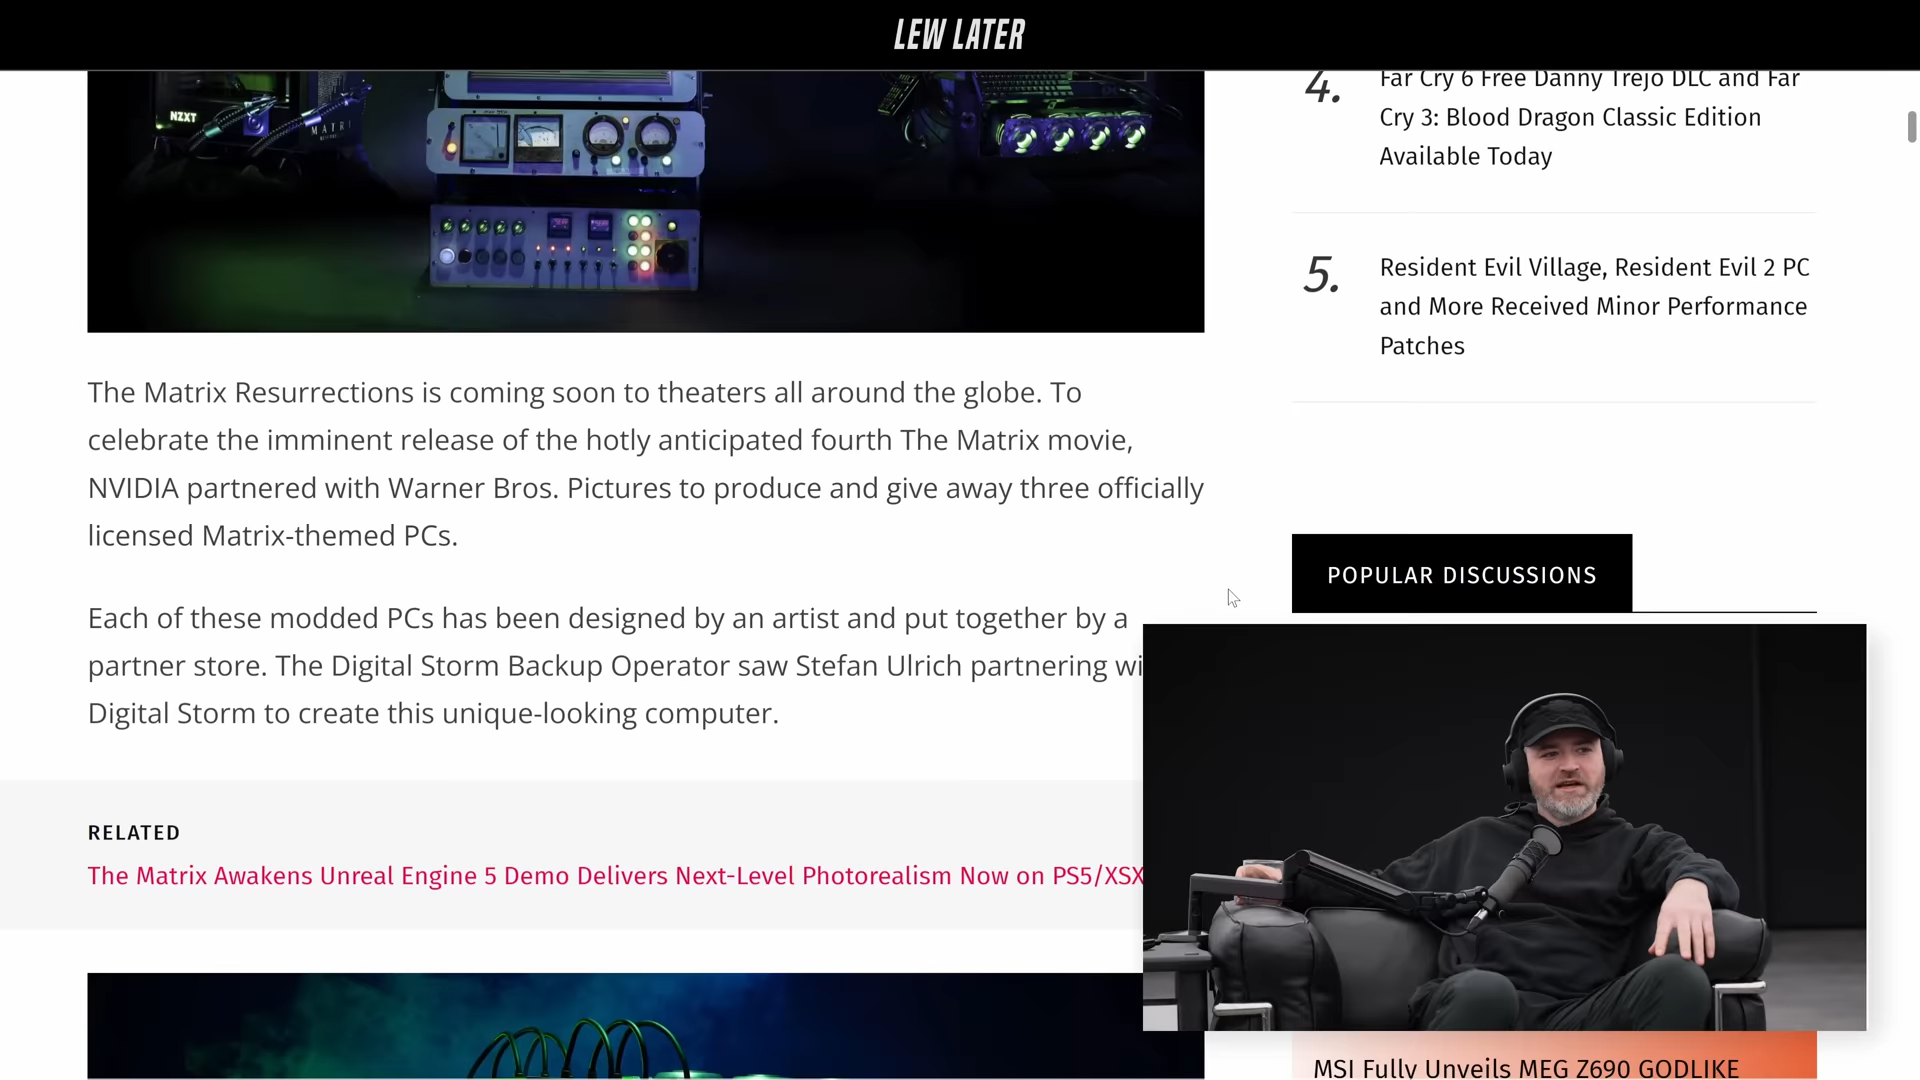 LEW LATER
NZXT
MATRI
The Matrix Resurrections is coming soon to theaters all around the globe. To
celebrate the imminent release of the hotly anticipated fourth The Matrix movie,
NVIDIA partnered with Warner Bros. Pictures to produce and give away three officially
licensed Matrix-themed PCs.
Each of these modded PCs has been designed by an artist and put together by a
partner store. The Digital Storm Backup Operator saw Stefan Ulrich partnering wi
Digital Storm to create this unique-looking computer.
RELATED
The Matrix Awakens Unreal Engine 5 Demo Delivers Next-Level Photorealism Now on PS5/XSX
4.
Far Cry 6 Free Danny Trejo DLC and Far
Cry 3: Blood Dragon Classic Edition
Available Today
5.
Resident Evil Village, Resident Evil 2 PC
and More Received Minor Performance
Patches
POPULAR DISCUSSIONS
MSI Fully Unveils MEG Z690 GODLIKE